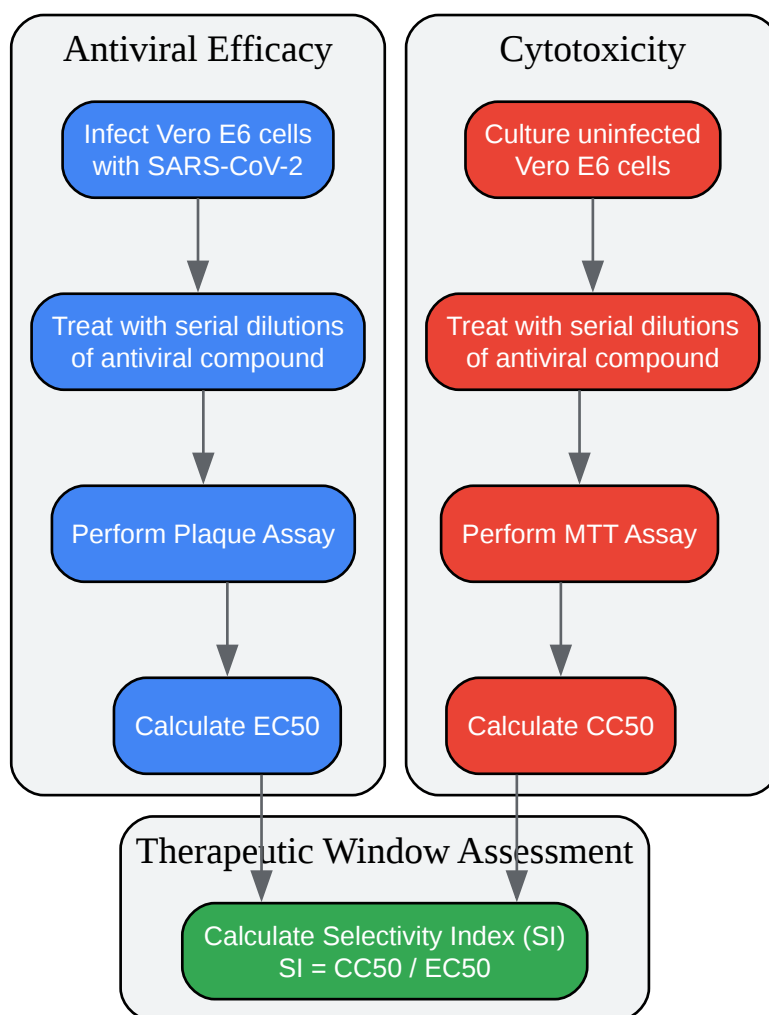 Antiviral Efficacy
Infect Vero E6 cells
with SARS-CoV-2
Treat with serial dilutions
of antiviral compound
Perform Plaque Assay
Calculate EC50
Cytotoxicity
Culture uninfected
Vero E6 cells
Treat with serial dilutions
of antiviral compound
Perform MTT Assay
Calculate CC50
Therapeutic Window Assessment
Calculate Selectivity Index (SI)
SI = CC50 / EC50